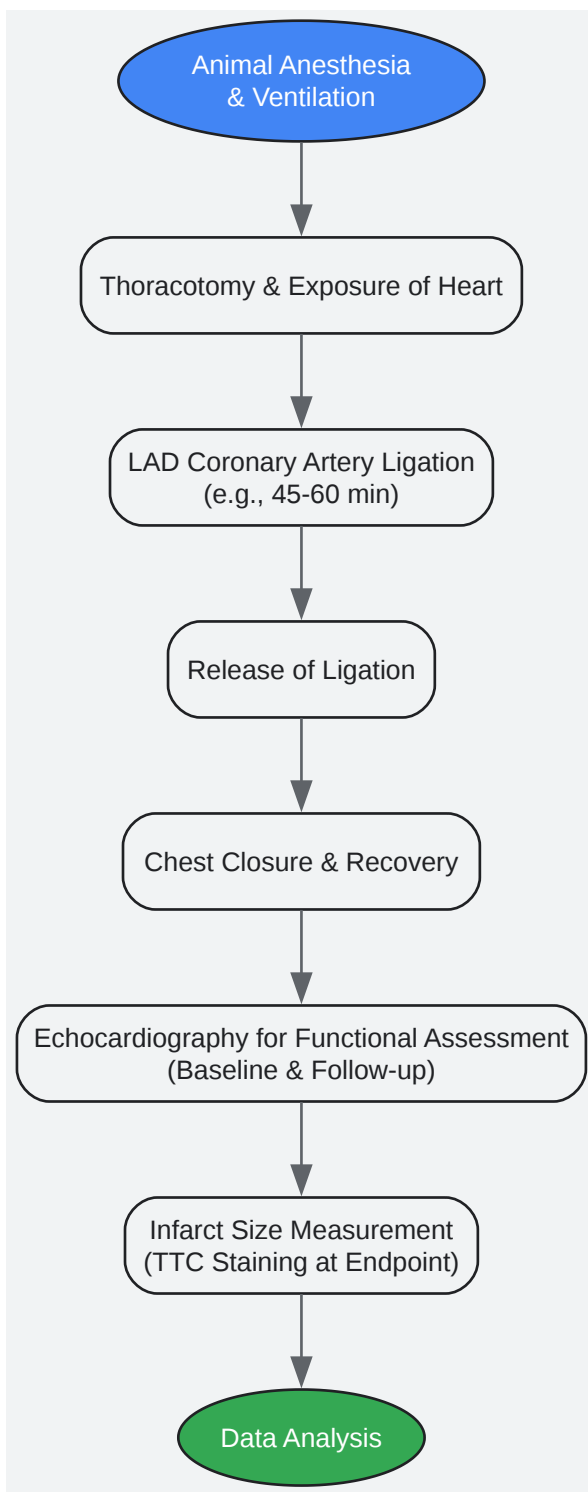 Animal Anesthesia
& Ventilation
Thoracotomy & Exposure of Heart
LAD Coronary Artery Ligation
(e.g., 45-60 min)
Release of Ligation
Chest Closure & Recovery
Echocardiography for Functional Assessment
(Baseline & Follow-up)
Infarct Size Measurement
(TTC Staining at Endpoint)
Data Analysis